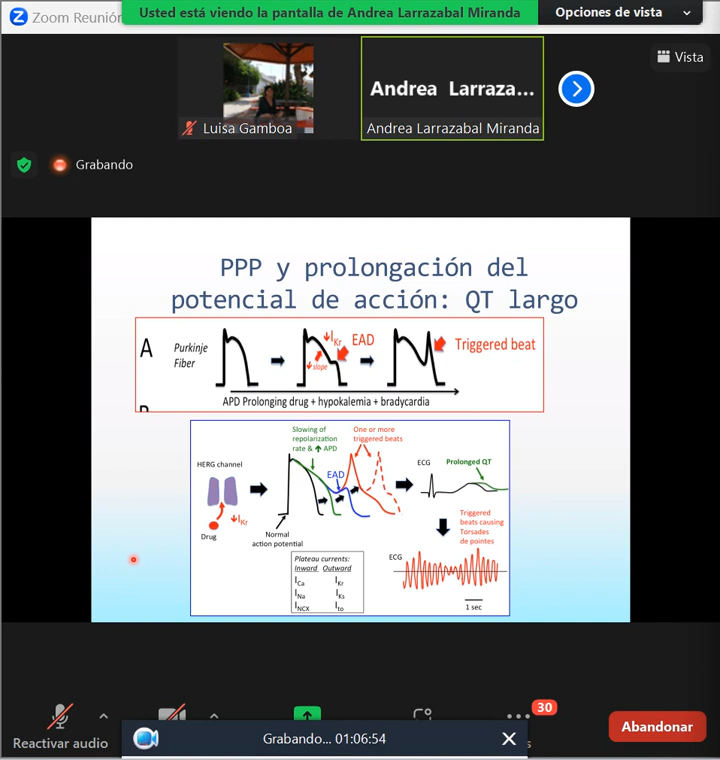 Zoom Reunión
Usted está viendo la pantalla de Andrea Larrazabal Miranda
Opciones de vista
Vista
Andrea Larraza...
Luisa Gamboa
Andrea Larrazabal Miranda
Grabando
PPP y prolongación del
potencial de acción: QT largo
A
Purkinje
Fiber
↓IKr
EAD
↓slope
Triggered beat
APD Prolonging drug + hypokalemia + bradycardia
Slowing of
repolarization
rate & ↑ APD
One or more
triggered beats
HERG channel
EAD
ECG
Prolonged QT
↓IKr
Drug
Normal
action potential
Triggered
beats causing
Torsades
de pointes
Plateau currents:
Inward Outward
ICa IKr
INa IKs
INCX Ito
ECG
1 sec
30
Reactivar audio
Abandonar
Grabando... 01:06:54